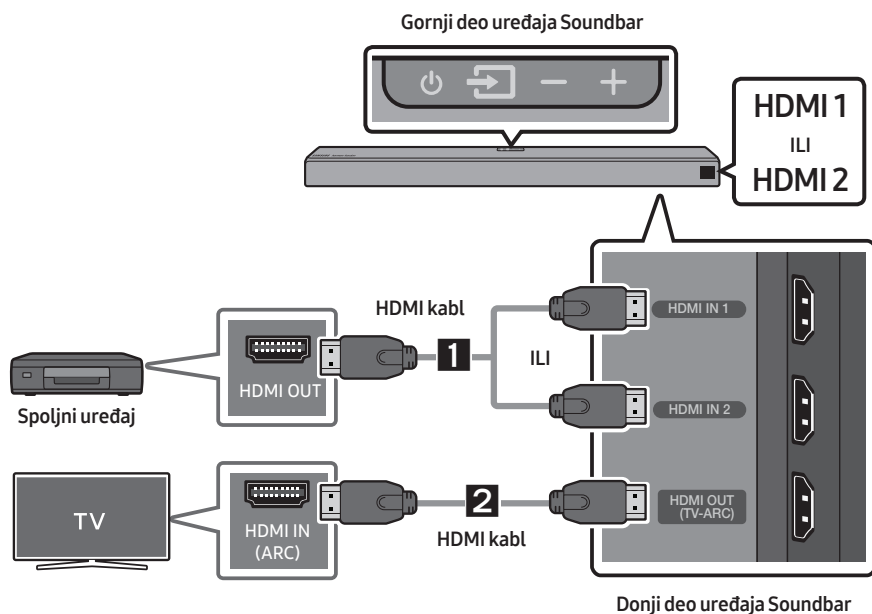 Gornji deo uređaja Soundbar
HDMI 1
ILI
HDMI 2
HDMI kabl
HDMI IN 1
HDMI OUT
1
ILI
Spoljni uređaj
HDMI IN 2
TV
HDMI IN
(ARC)
2
HDMI kabl
HDMI OUT
(TV-ARC)
Donji deo uređaja Soundbar